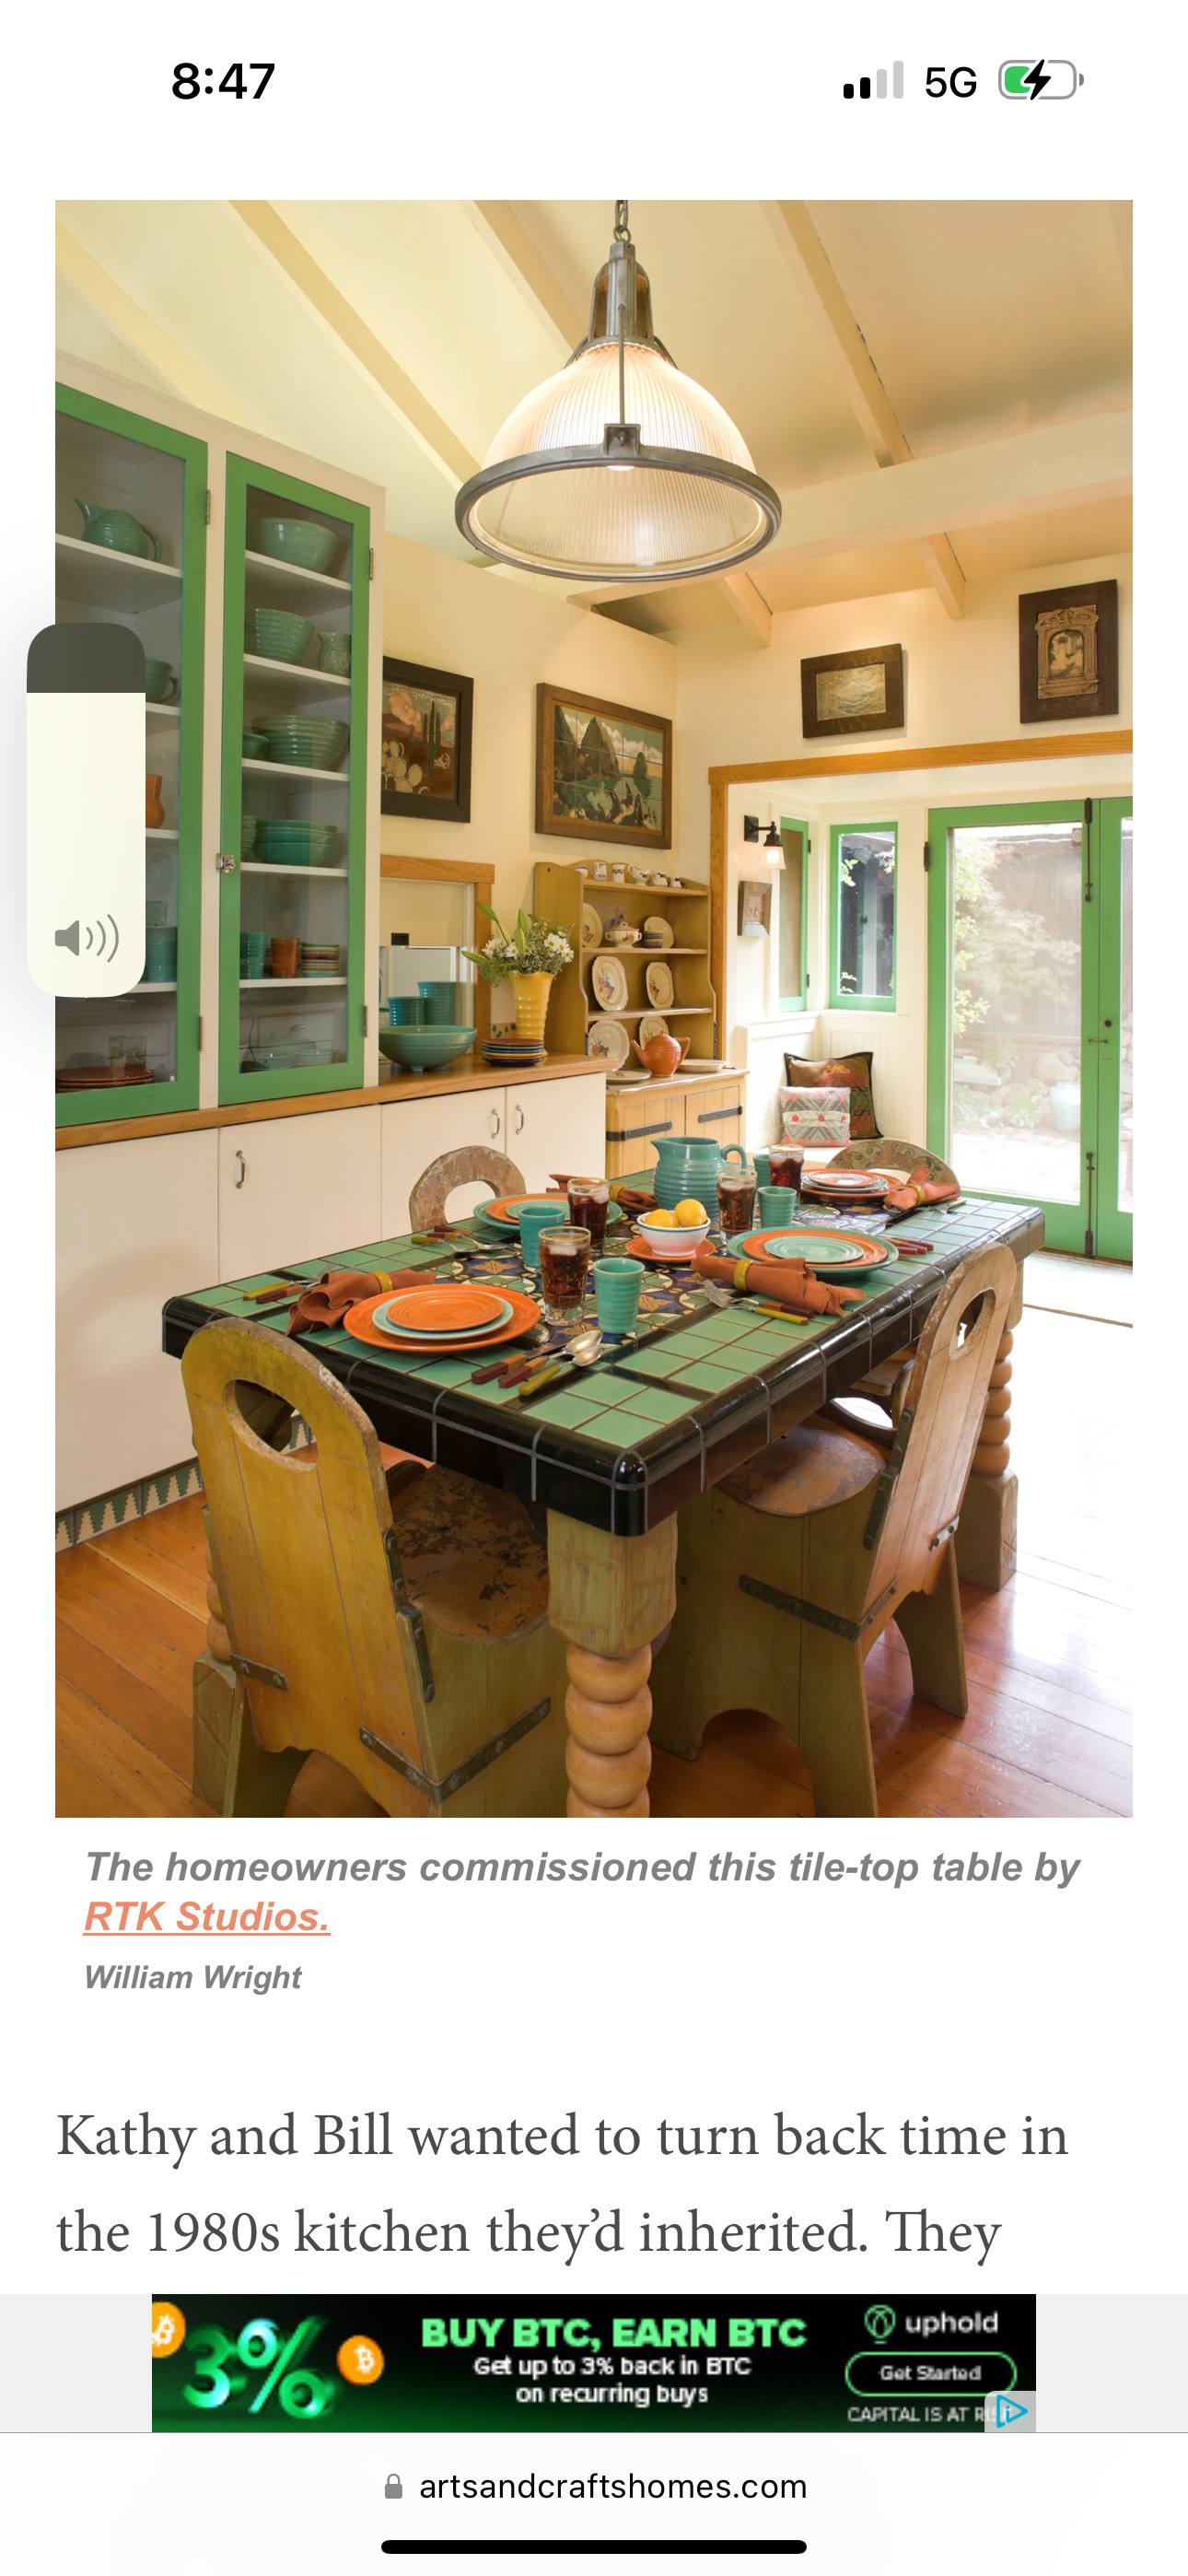 8:47
5G
The homeowners commissioned this tile-top table by
RTK Studios.
William Wright
Kathy and Bill wanted to turn back time in
the 1980s kitchen they’d inherited. They
3%
BUY BTC, EARN BTC
Get up to 3% back in BTC
on recurring buys
uphold
Get Started
CAPITAL IS AT
artsandcraftshomes.com